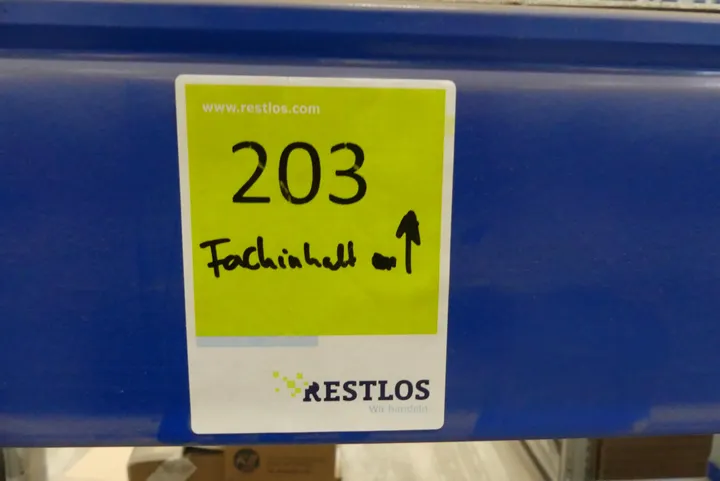 www.restlos.com
203
Fachinhalt
RESTLOS
Wir handeln.